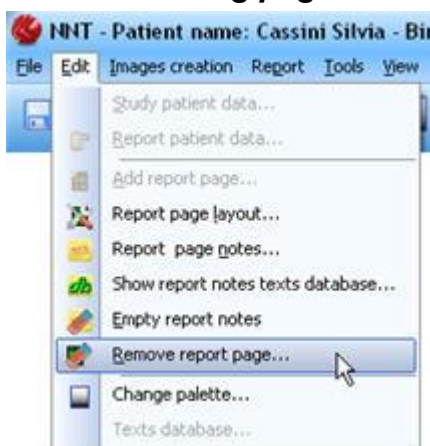 NNT - Patient name: Cassini Silvia - Bi
File Edit Images creation Report Tools View
Study patient data...
Report patient data...
Add report page...
Report page layout...
Report page notes...
Show report notes texts database...
Empty report notes
Remove report page...
Change palette...
Texts database...